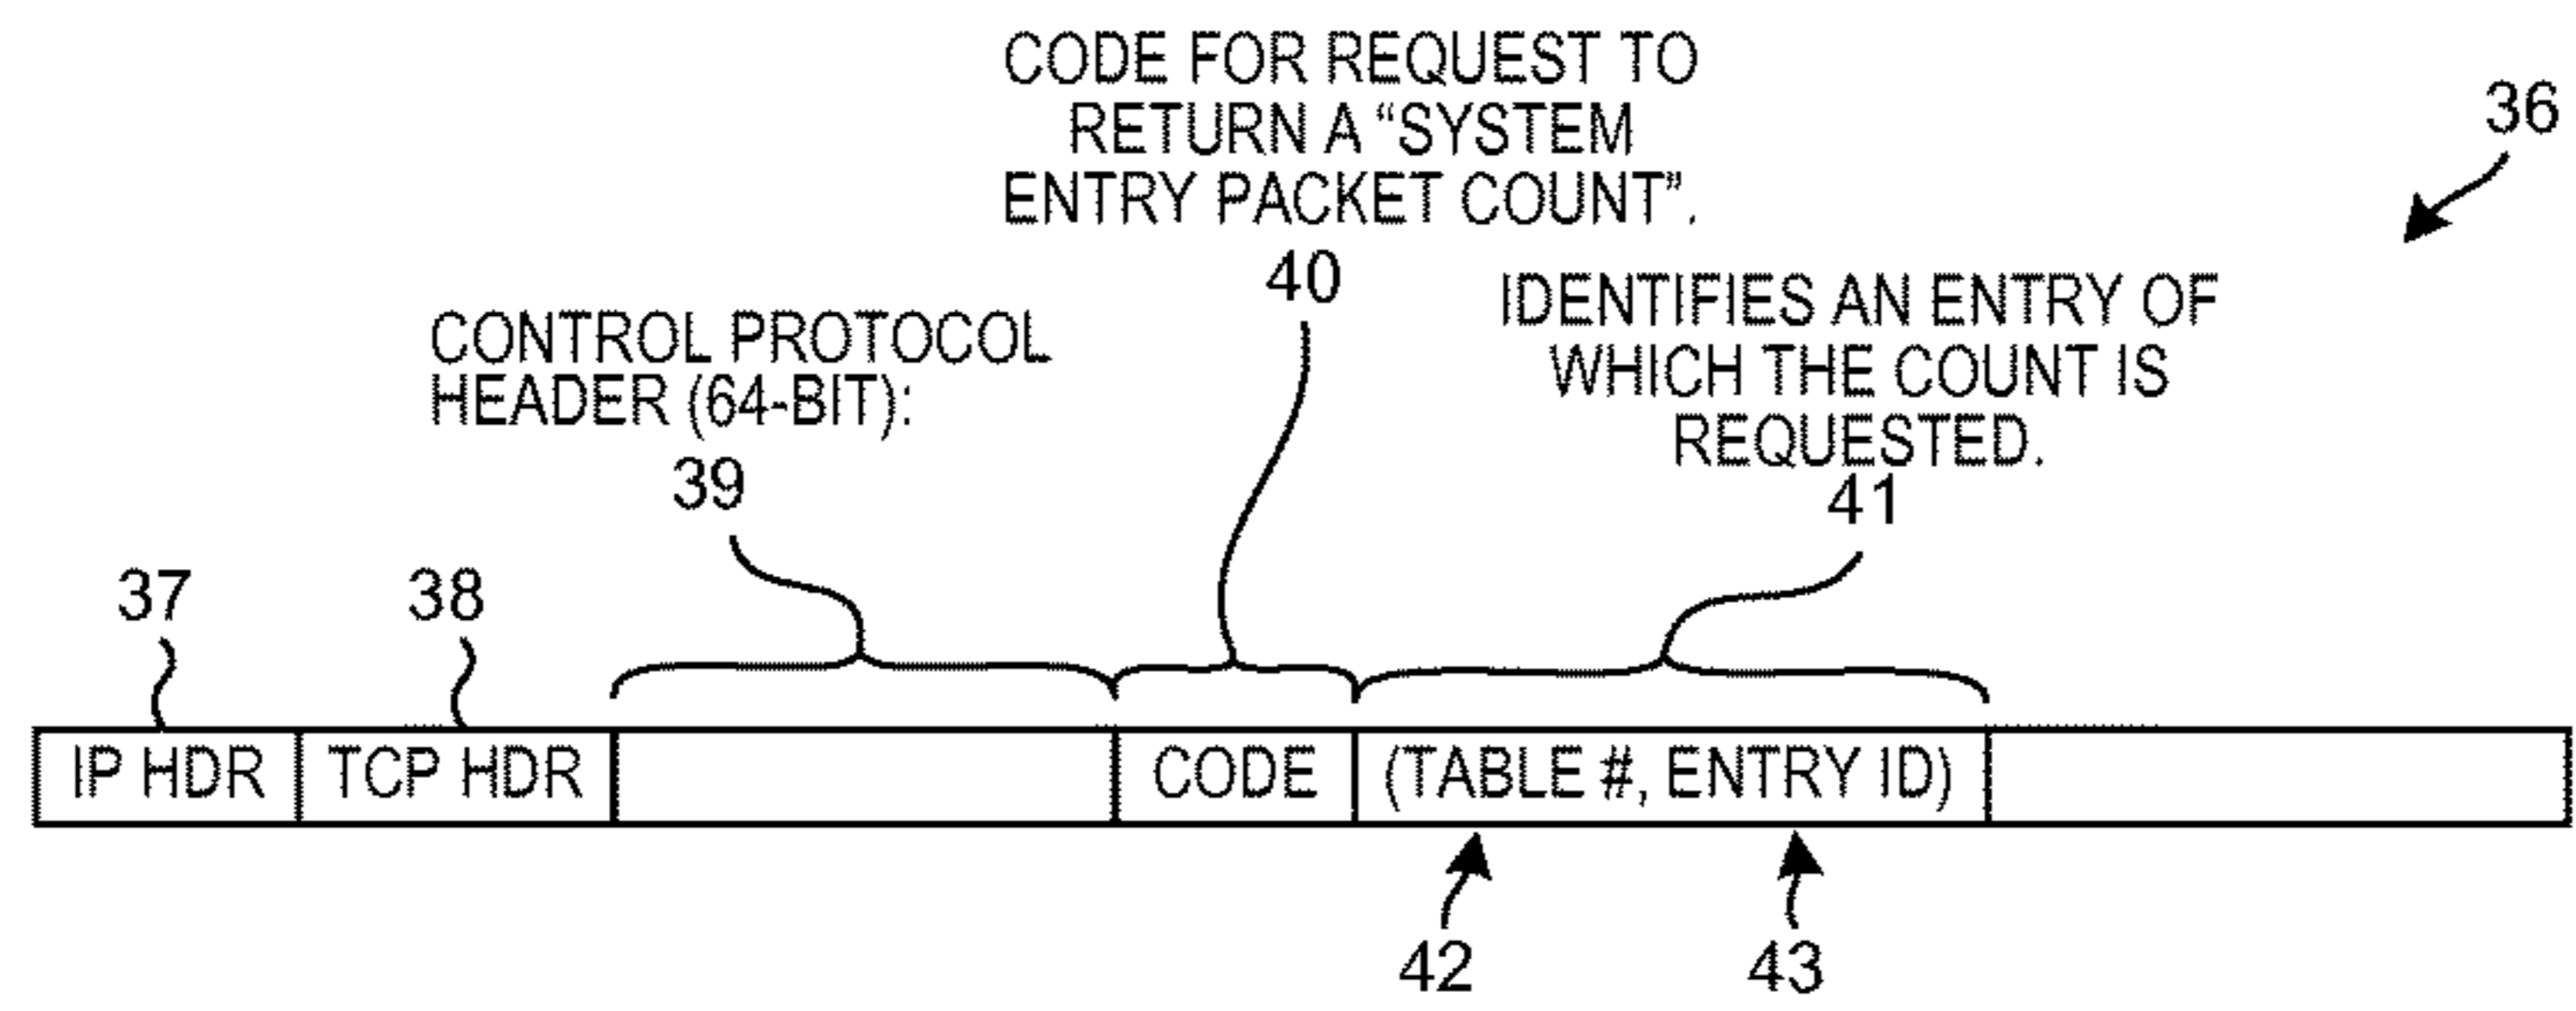 CODE FOR REQUEST TO
RETURN A “SYSTEM
ENTRY PACKET COUNT”.
40
36
IDENTIFIES AN ENTRY OF
WHICH THE COUNT IS
REQUESTED.
41
CONTROL PROTOCOL
HEADER (64-BIT):
39
37
38
IP HDR
TCP HDR
CODE
(TABLE #, ENTRY ID)
42
43